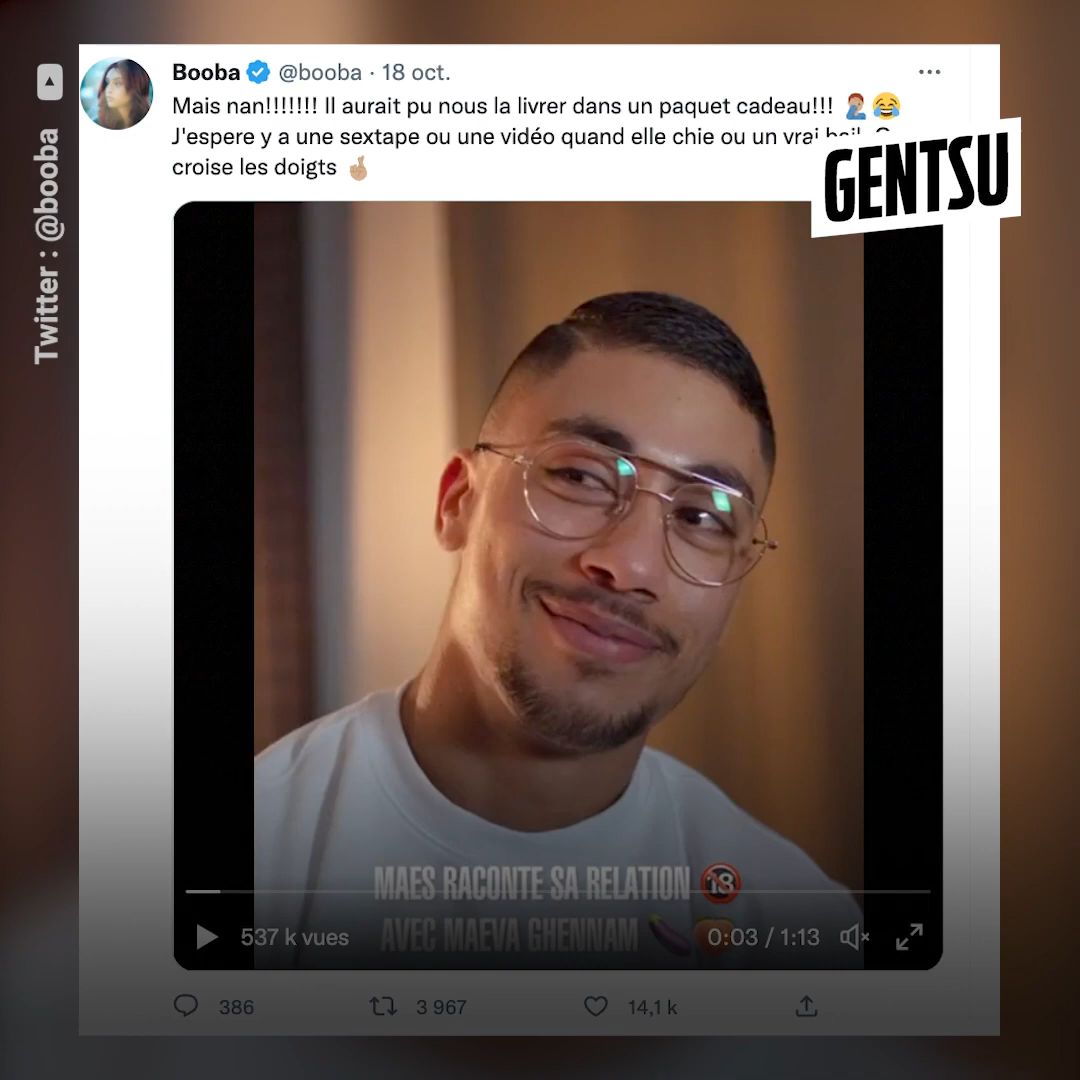 Twitter : @booba
Booba @booba · 18 oct.
Mais nan!!!!!!! Il aurait pu nous la livrer dans un paquet cadeau!!! 🤦🏽‍♂️😂
J'espere y a une sextape ou une vidéo quand elle chie ou un vrai
croise les doigts 🤞🏼
GENTSU
MAES RACONTE SA RELATION 🔞
AVEC MAEVA GHENNAM 🍆🍑
537 k vues
0:03 / 1:13
386
3 967
14,1 k